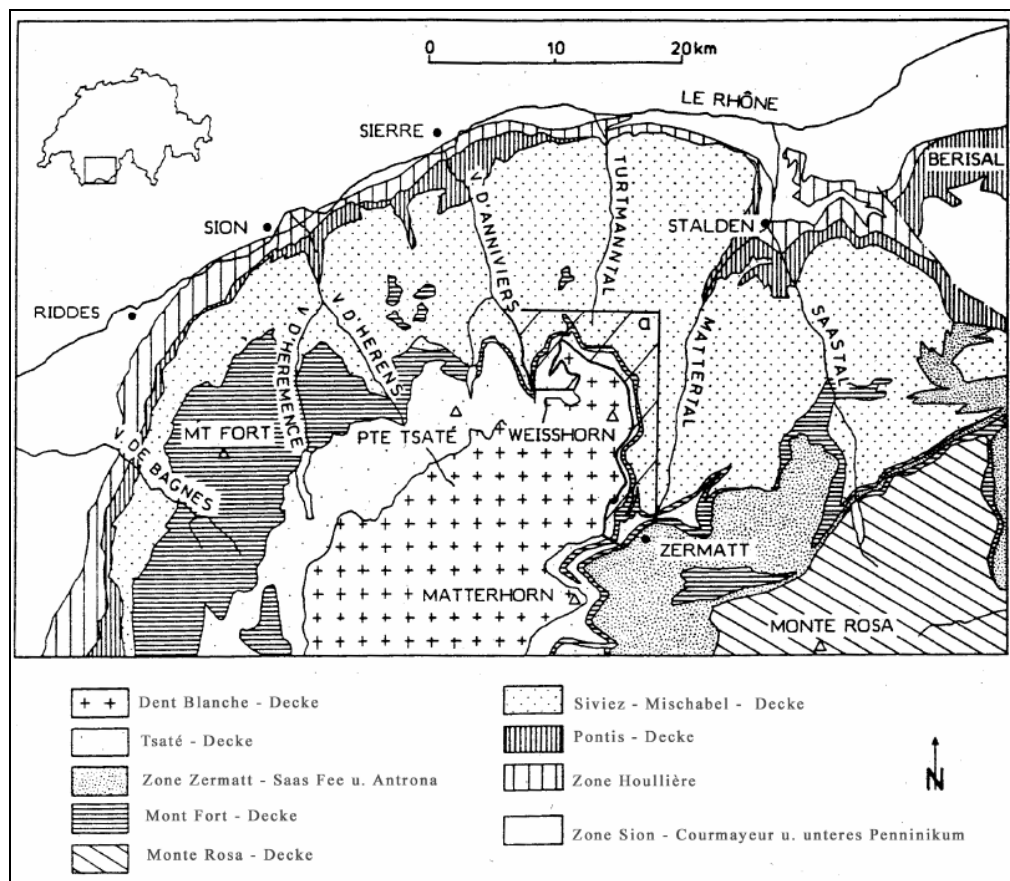 0 10 20 km
LE RHÔNE
SIERRE
BERISAL
V. D'ANNIVIERS
TURTMANNTAL
SION
STALDEN
RIDDES
V. D'HEREMENCE
V. D'HERENS
a
MATTERTAL
SAASTAL
MT FORT
PTE TSATÉ
WEISSHORN
V. DE BAGNES
ZERMATT
MATTERHORN
MONTE ROSA
Dent Blanche - Decke
Tsaté - Decke
Zone Zermatt - Saas Fee u. Antrona
Mont Fort - Decke
Monte Rosa - Decke
Siviez - Mischabel - Decke
Pontis - Decke
Zone Houllière
Zone Sion - Courmayeur u. unteres Penninikum
N